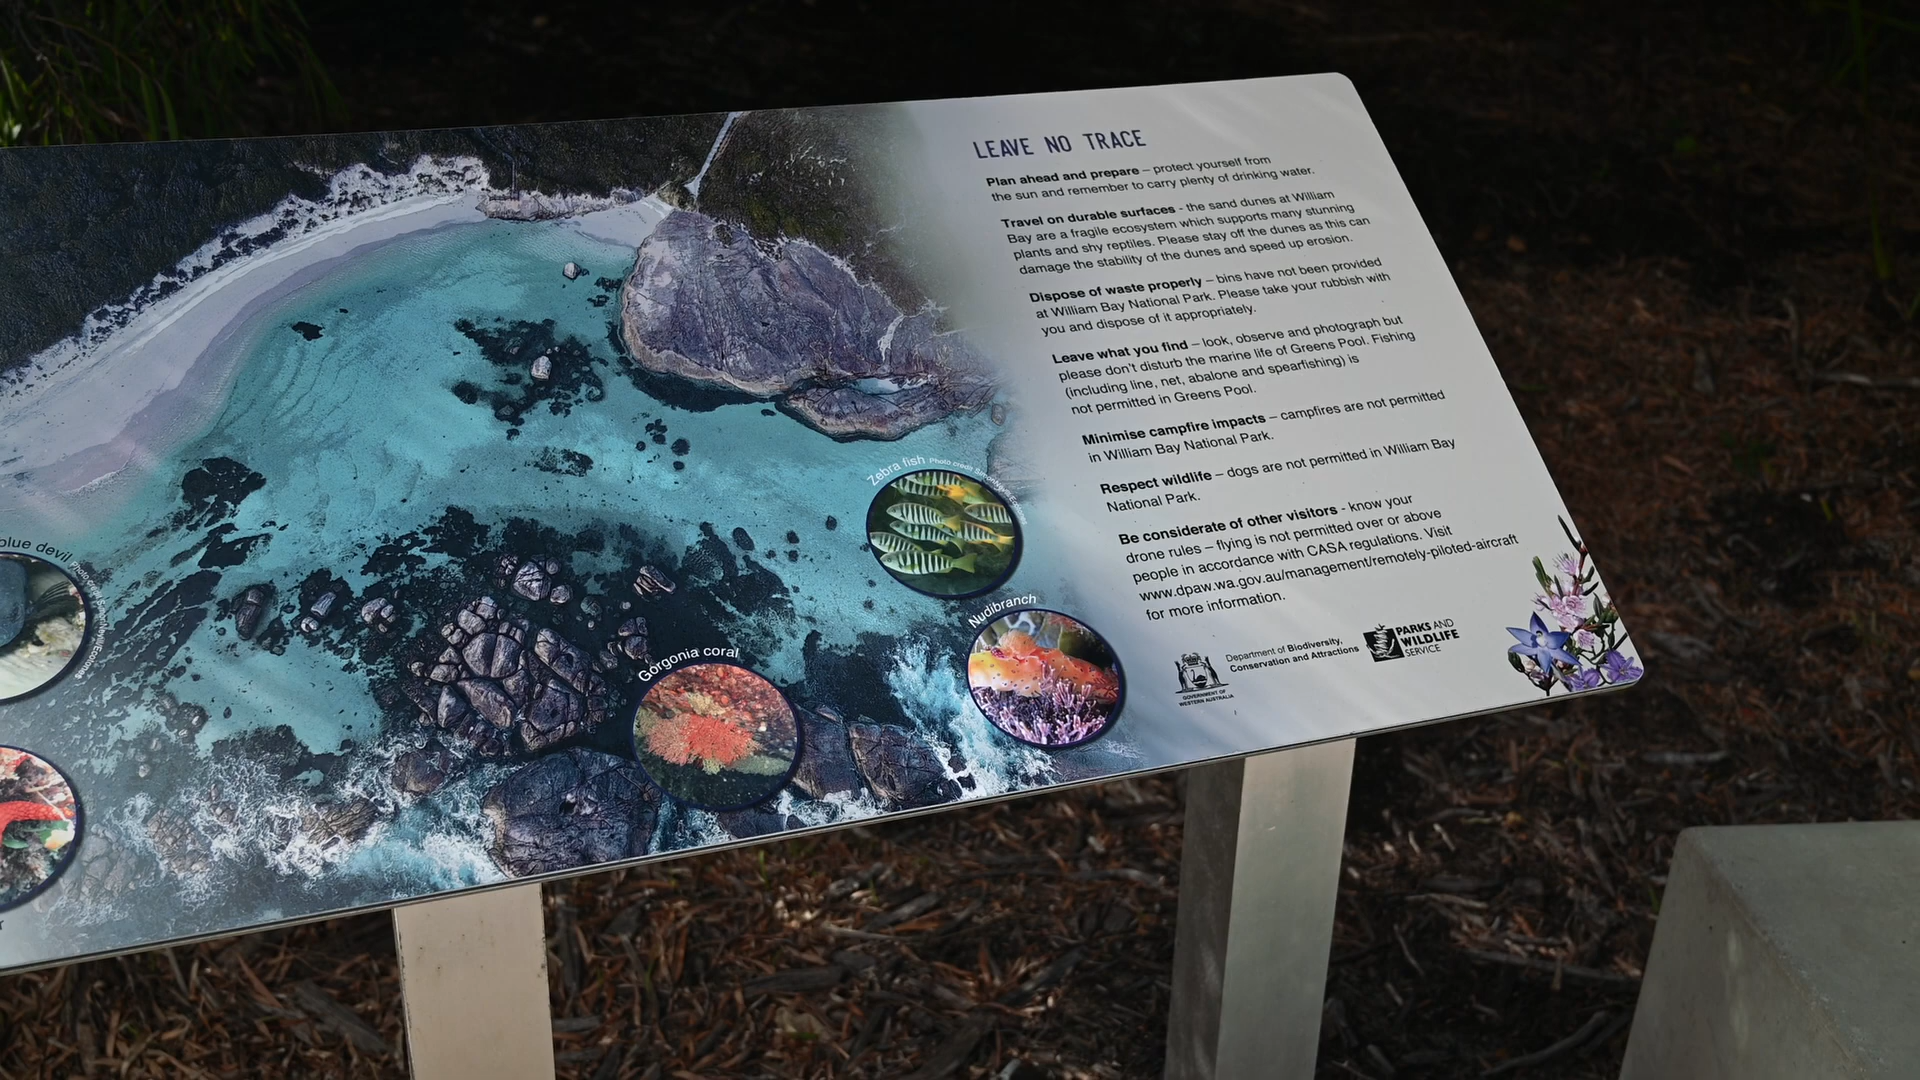 LEAVE NO TRACE
Plan ahead and prepare – protect yourself from
the sun and remember to carry plenty of drinking water.
Travel on durable surfaces - the sand dunes at William
Bay are a fragile ecosystem which supports many stunning
plants and shy reptiles. Please stay off the dunes as this can
damage the stability of the dunes and speed up erosion.
Dispose of waste properly – bins have not been provided
at William Bay National Park. Please take your rubbish with
you and dispose of it appropriately.
Leave what you find – look, observe and photograph but
please don't disturb the marine life of Greens Pool. Fishing
(including line, net, abalone and spearfishing) is
not permitted in Greens Pool.
Minimise campfire impacts – campfires are not permitted
in William Bay National Park.
Respect wildlife – dogs are not permitted in William Bay
National Park.
Be considerate of other visitors - know your
drone rules – flying is not permitted over or above
people in accordance with CASA regulations. Visit
www.dpaw.wa.gov.au/management/remotely-piloted-aircraft
for more information.
GOVERNMENT OF
WESTERN AUSTRALIA
Department of Biodiversity,
Conservation and Attractions
PARKS AND
WILDLIFE
SERVICE
Zebra fish Photo credit
Nudibranch
Gorgonia coral
blue devil